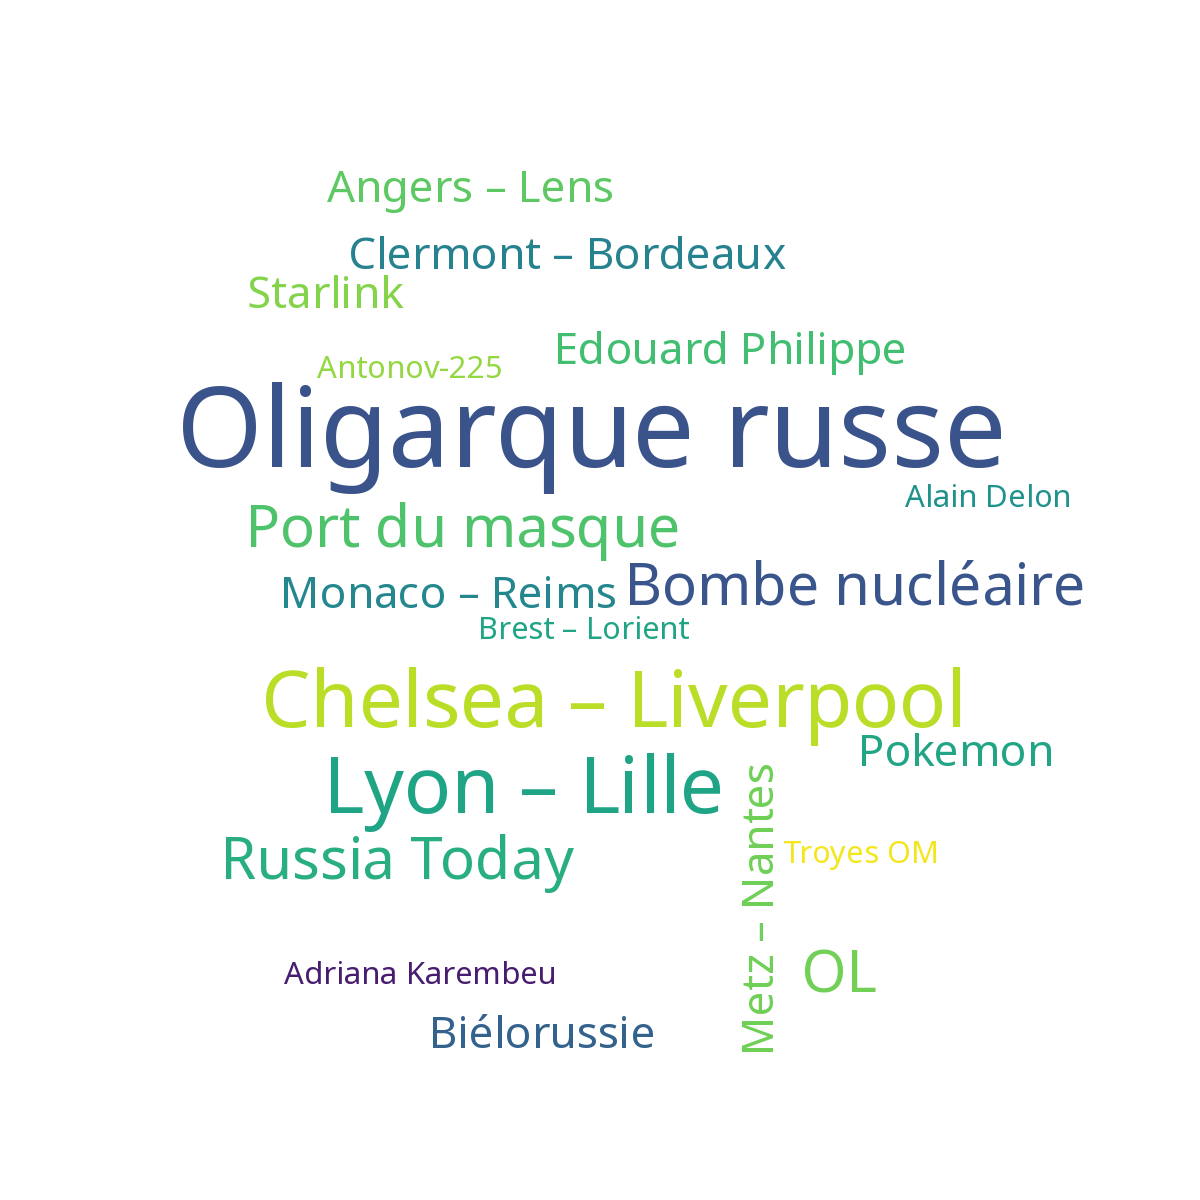 Angers – Lens
Clermont – Bordeaux
Starlink
Edouard Philippe
Antonov-225
Oligarque russe
Alain Delon
Port du masque
Bombe nucléaire
Monaco – Reims
Brest – Lorient
Chelsea – Liverpool
Pokemon
Lyon – Lille
Metz – Nantes
Troyes OM
Russia Today
OL
Adriana Karembeu
Biélorussie